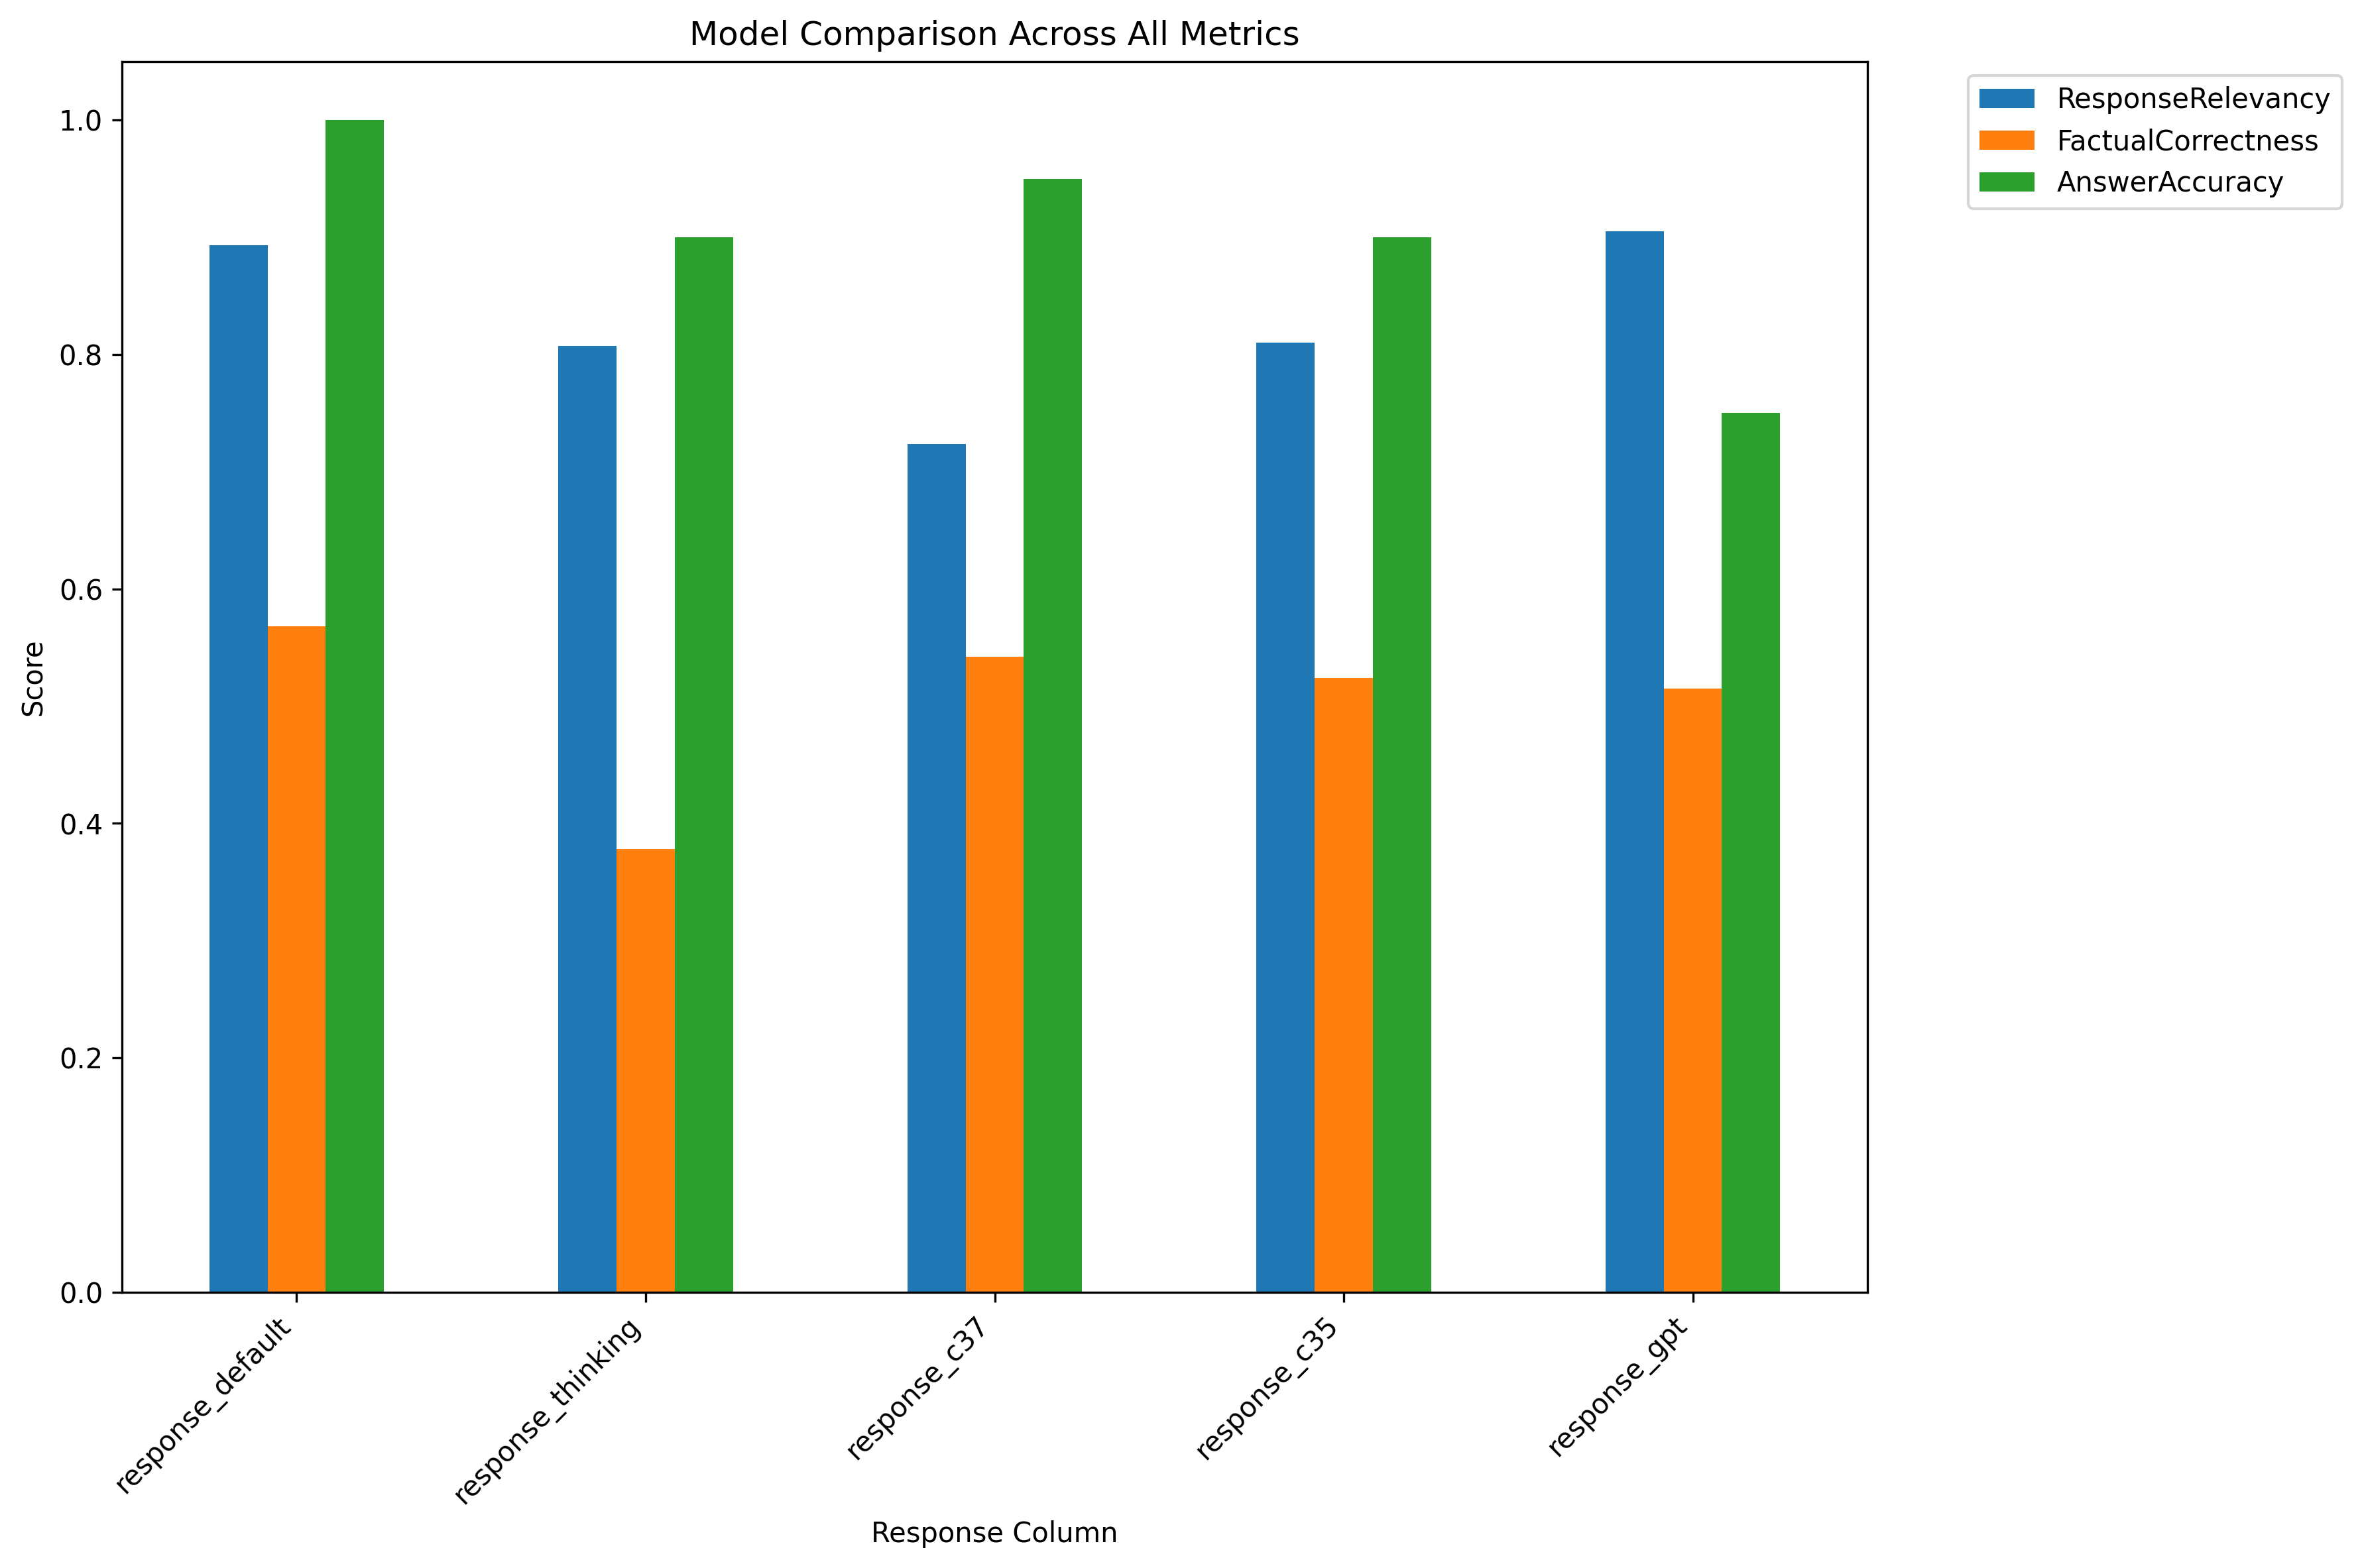 Model Comparison Across All Metrics
ResponseRelevancy
FactualCorrectness
AnswerAccuracy
Score
1.0
0.8
0.6
0.4
0.2
0.0
response_default
response_thinking
response_c37
response_c35
response_gpt
Response Column